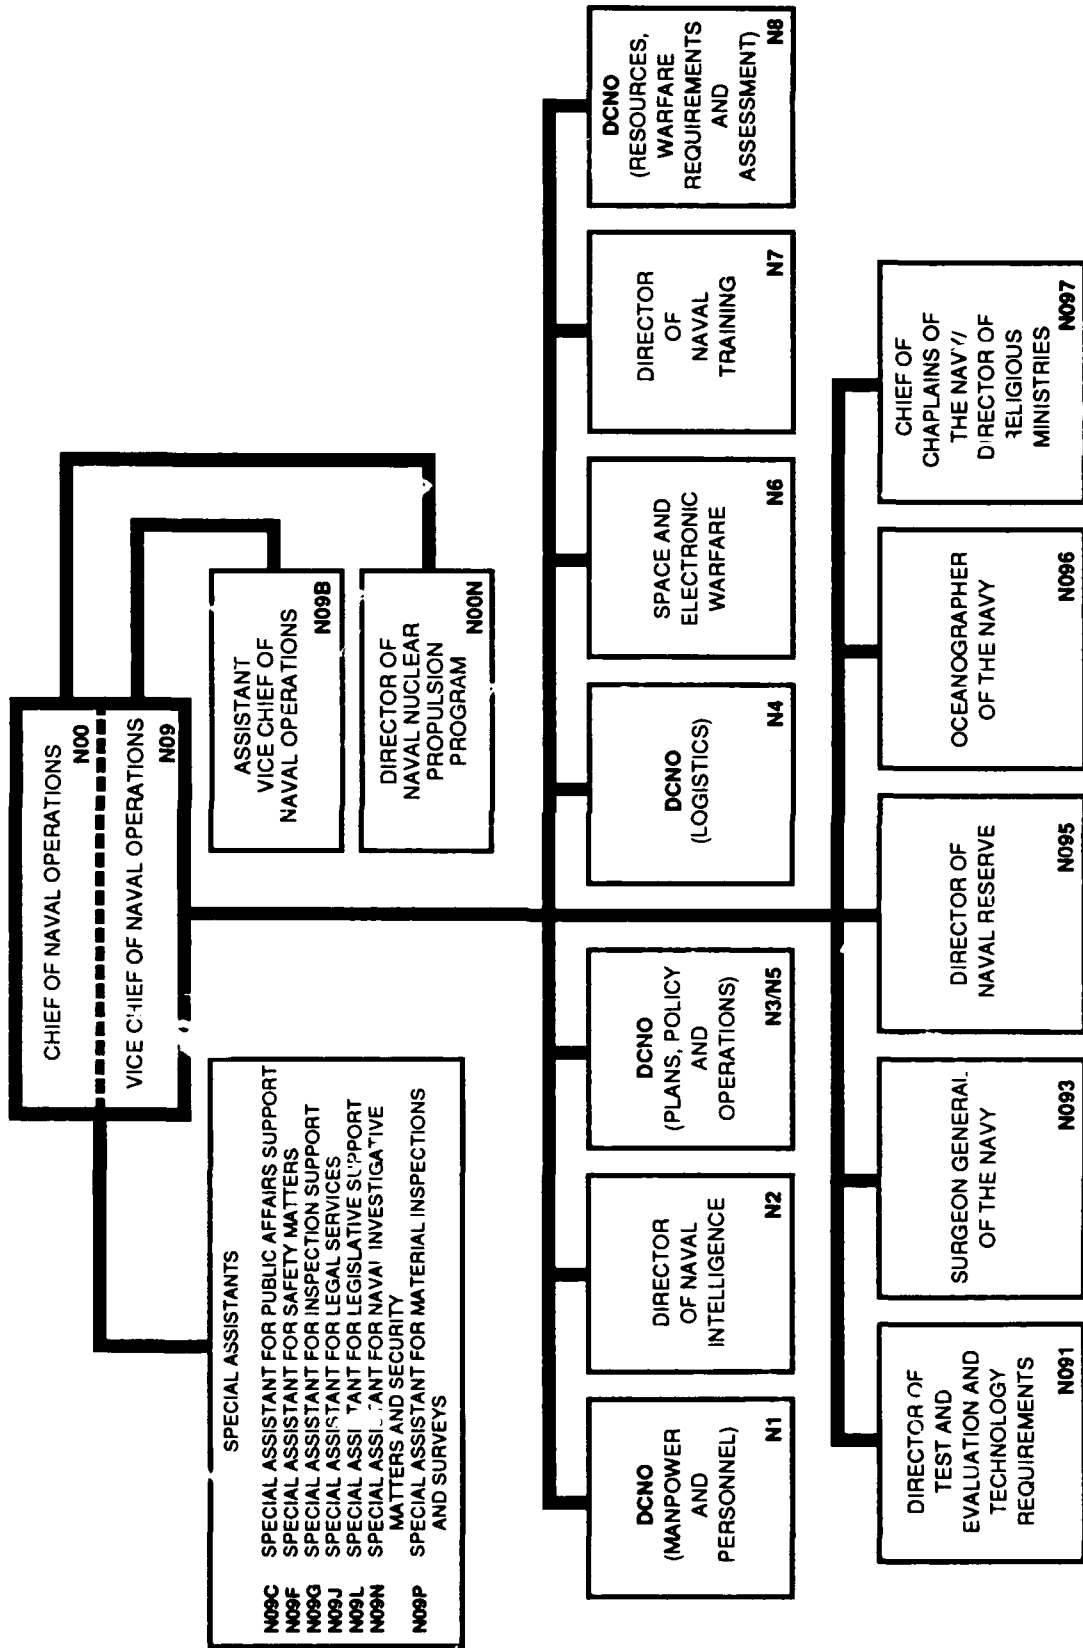 CHIEF OF NAVAL OPERATIONS
N00
VICE CHIEF OF NAVAL OPERATIONS
N09
SPECIAL ASSISTANTS
N09C SPECIAL ASSISTANT FOR PUBLIC AFFAIRS SUPPORT
N09F SPECIAL ASSISTANT FOR SAFETY MATTERS
N09G SPECIAL ASSISTANT FOR INSPECTION SUPPORT
N09J SPECIAL ASSISTANT FOR LEGAL SERVICES
N09L SPECIAL ASSISTANT FOR LEGISLATIVE SUPPORT
N09N SPECIAL ASSISTANT FOR NAVAL INVESTIGATIVE
MATTERS AND SECURITY
N09P SPECIAL ASSISTANT FOR MATERIAL INSPECTIONS
AND SURVEYS
ASSISTANT
VICE CHIEF OF
NAVAL OPERATIONS
N09B
DIRECTOR OF
NAVAL NUCLEAR
PROPULSION
PROGRAM
N00N
DCNO
(MANPOWER
AND
PERSONNEL)
N1
DIRECTOR
OF NAVAL
INTELLIGENCE
N2
DCNO
(PLANS, POLICY
AND
OPERATIONS)
N3/N5
DCNO
(LOGISTICS)
N4
SPACE AND
ELECTRONIC
WARFARE
N6
DIRECTOR
OF
NAVAL
TRAINING
N7
DCNO
(RESOURCES,
WARFARE
REQUIREMENTS
AND
ASSESSMENT)
N8
DIRECTOR OF
TEST AND
EVALUATION AND
TECHNOLOGY
REQUIREMENTS
N091
SURGEON GENERAL
OF THE NAVY
N093
DIRECTOR OF
NAVAL RESERVE
N095
OCEANOGRAPHER
OF THE NAVY
N096
CHIEF OF
CHAPLAINS OF
THE NAVY/
DIRECTOR OF
RELIGIOUS
MINISTRIES
N097